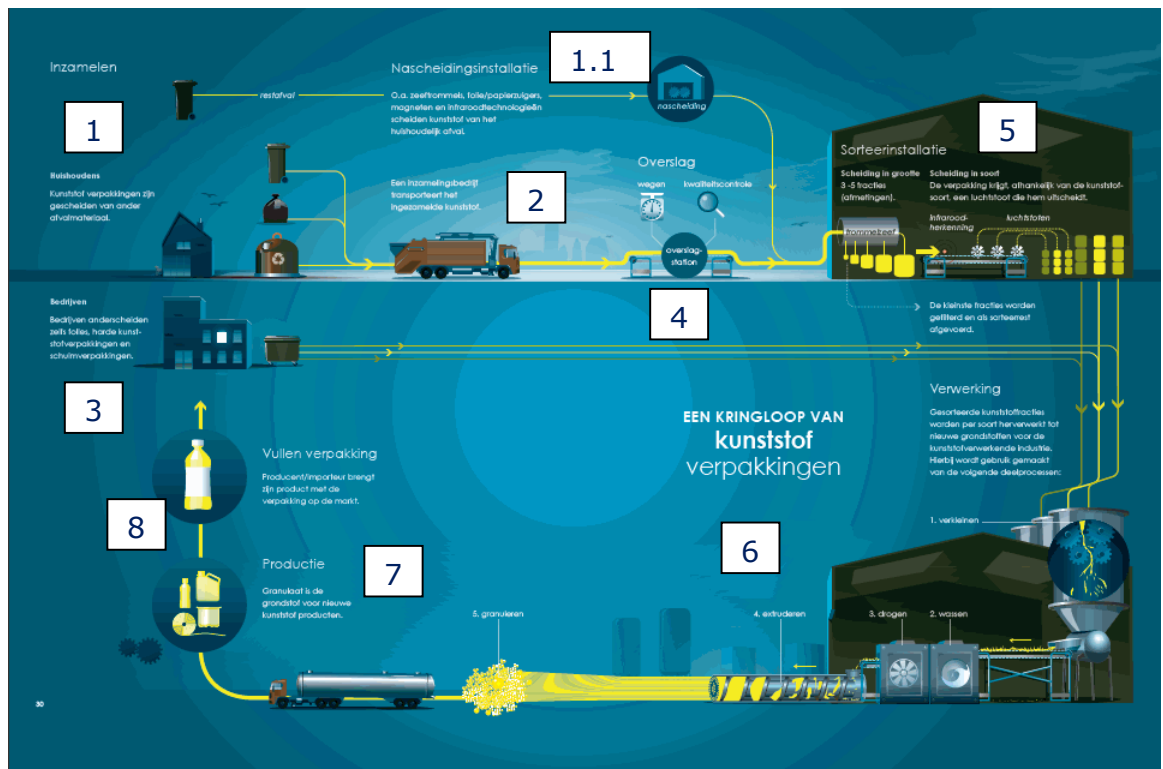 Inzamelen
1
restafval
Huishoudens
Kunststof verpakkingen zijn
gescheiden van ander
afvalmateriaal.
Nascheidingsinstallatie
1.1
O.a. zeeftrommels, folie/papierzuigers,
magneten en infraroodtechnologieën
scheiden kunststof van het
huishoudelijk afval.
nascheiding
Een inzamelingsbedrijf
transporteert het
ingezamelde kunststof.
2
Overslag
wegen
kwaliteitscontrole
overslag-
station
4
5
Sorteerinstallatie
Scheiding in grootte
3 -5 fracties
(afmetingen).
Scheiding in soort
De verpakking krijgt, afhankelijk van de kunststof-
soort, een luchtstoot die hem uitscheidt.
trommelzeef
Infrarood-
herkenning
luchtstoten
De kleinste fracties worden
gefilterd en als sorteerrest
afgevoerd.
Bedrijven
Bedrijven onderscheiden
zelfs folies, harde kunst-
stofverpakkingen en
schuimverpakkingen.
3
EEN KRINGLOOP VAN
kunststof
verpakkingen
Verwerking
Gesorteerde kunststoffracties
worden per soort herverwerkt tot
nieuwe grondstoffen voor de
kunststofverwerkende industrie.
Hierbij wordt gebruik gemaakt
van de volgende deelprocessen:
1. verkleinen
2. wassen
3. drogen
4. extruderen
6
5. granuleren
7
Productie
Granulaat is de
grondstof voor nieuwe
kunststof producten.
8
Vullen verpakking
Producent/importeur brengt
zijn product met de
verpakking op de markt.
30